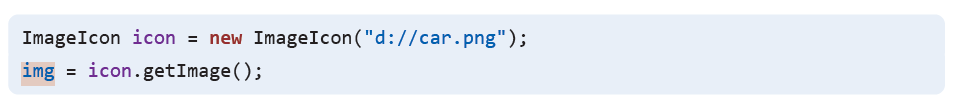 ImageIcon icon = new ImageIcon("d://car.png");
img = icon.getImage();